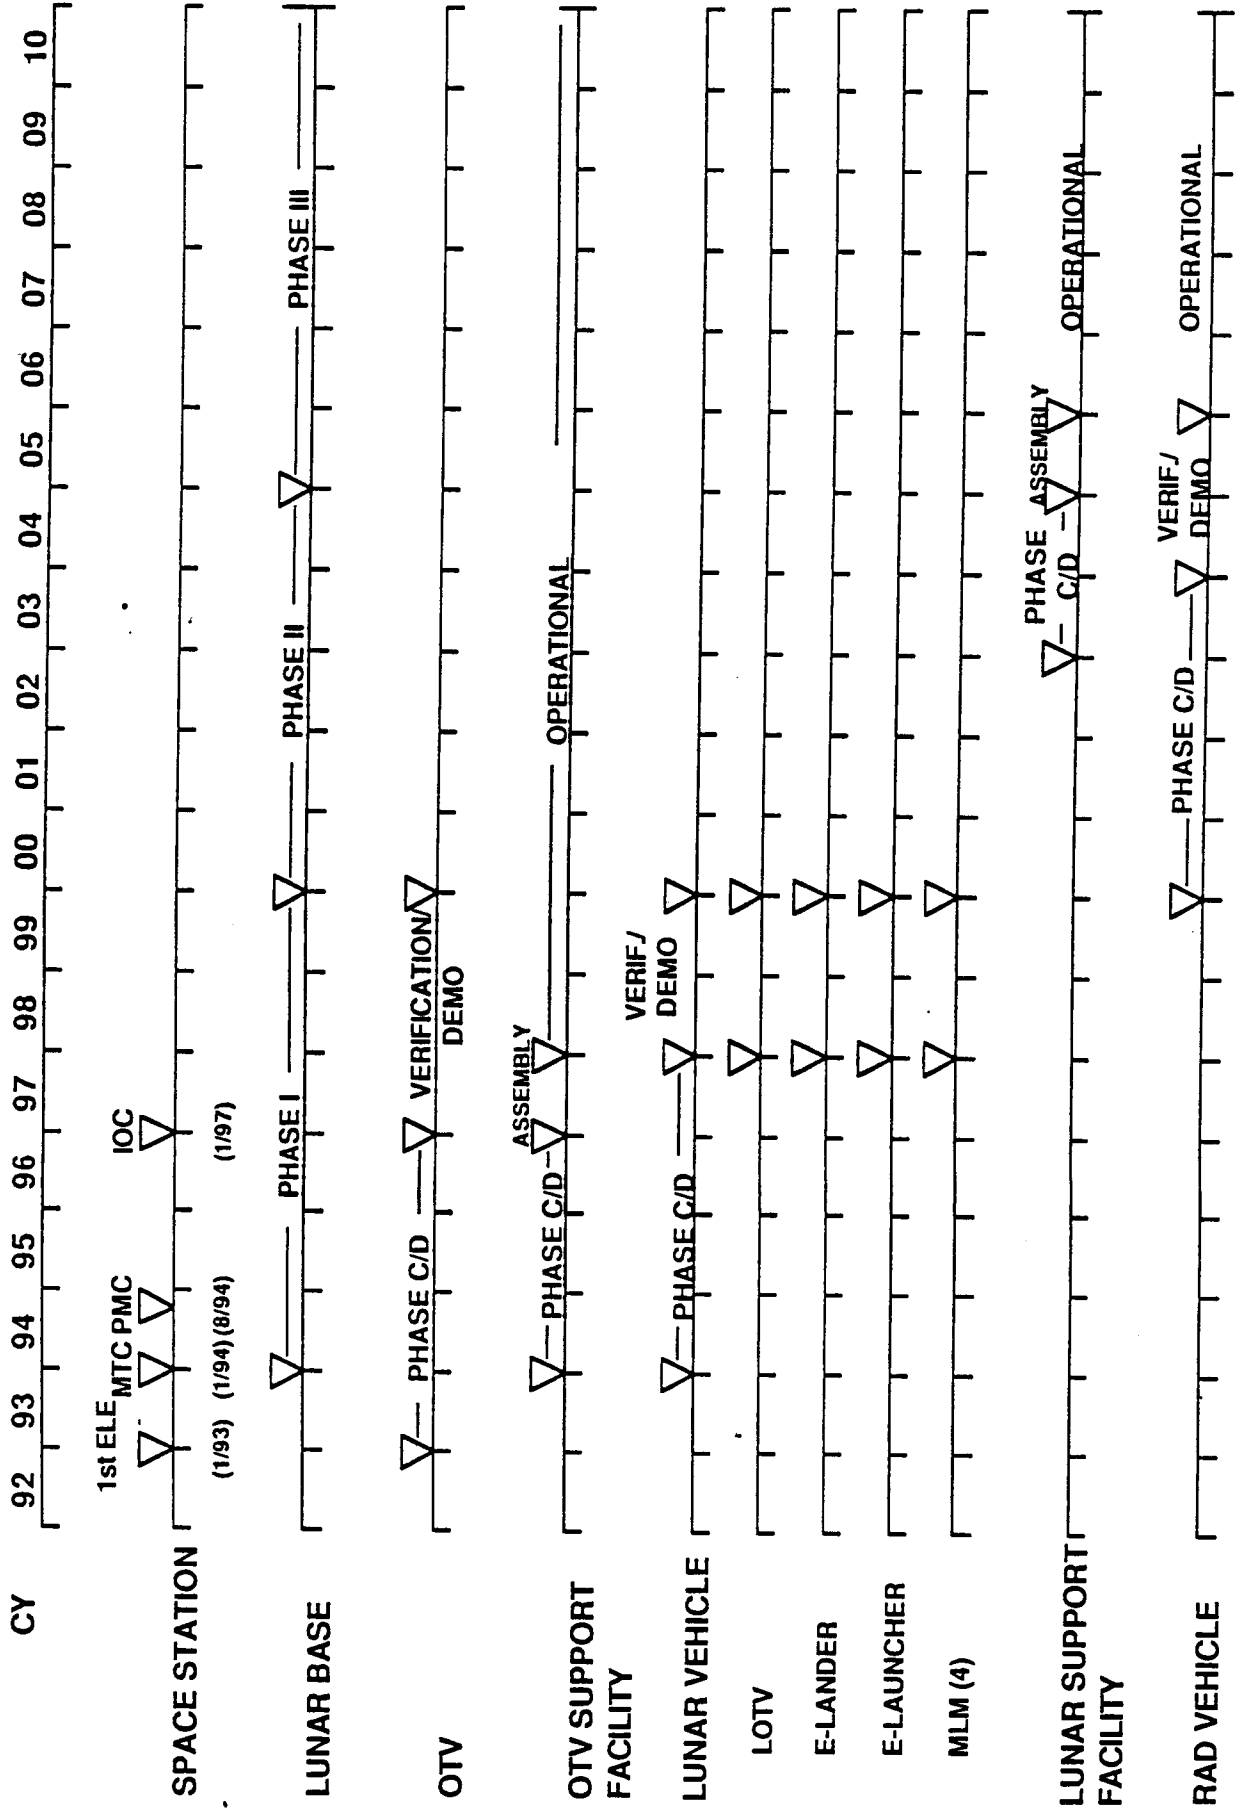 CY 92 93 94 95 96 97 98 99 00 01 02 03 04 05 06 07 08 09 10
SPACE STATION
1st ELE MTC PMC IOC
(1/93) (1/94) (8/94) (1/97)
LUNAR BASE
PHASE I PHASE II PHASE III
OTV
PHASE C/D VERIFICATION/
DEMO
OTV SUPPORT
FACILITY
PHASE C/D ASSEMBLY OPERATIONAL
LUNAR VEHICLE
PHASE C/D VERIF./
DEMO
LOTV
E-LANDER
E-LAUNCHER
MLM (4)
LUNAR SUPPORT
FACILITY
PHASE
C/D ASSEMBLY OPERATIONAL
RAD VEHICLE
PHASE C/D VERIF./
DEMO OPERATIONAL